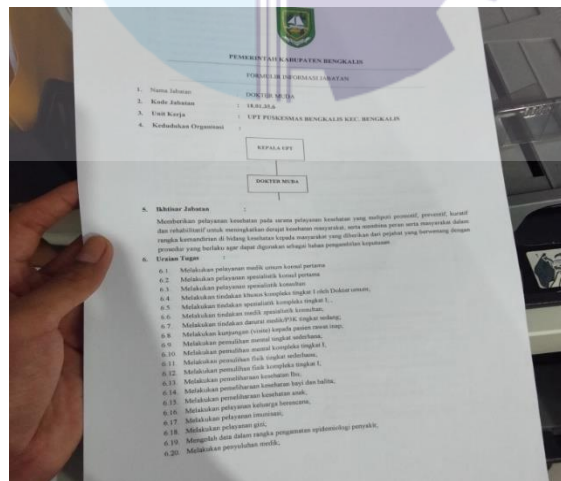 PEMERINTAH KABUPATEN BENGKALIS
FORMULIR INFORMASI JABATAN
1. Nama Jabatan DOKTER MUDA
2. Kode Jabatan : 18.01.35.6
3. Unit Kerja : UPT PUSKESMAS BENGKALIS KEC. BENGKALIS
4. Kedudukan Organisasi :
KEPALA UPT
DOKTER MUDA
5. Ikhtisar Jabatan :
Memberikan pelayanan kesehatan pada sarana pelayanan kesehatan yang meliputi promotif, preventif, kuratif
dan rehabilitatif untuk meningkatkan derajat kesehatan masyarakat, serta membina peran serta masyarakat dalam
rangka kemandirian di bidang kesehatan kepada masyarakat yang diberikan dari pejabat yang berwenang dengan
prosedur yang berlaku agar dapat digunakan sebagai bahan pengambilan keputusan.
6. Uraian Tugas :
6.1. Melakukan pelayanan medik umum konsul pertama
6.2. Melakukan pelayanan spesialistik konsul pertama
6.3. Melakukan pelayanan spesialistik konsultan
6.4. Melakukan tindakan khusus kompleks tingkat I oleh Dokter umum,
6.5. Melakukan tindakan spesialistik kompleks tingkat I,
6.6. Melakukan tindakan medik spesialistik konsultan,
6.7. Melakukan tindakan darurat medik/P3K tingkat sedang;
6.8. Melakukan kunjungan (visite) kepada pasien rawat inap;
6.9. Melakukan pemulihan mental tingkat sederhana;
6.10. Melakukan pemulihan mental kompleks tingkat I,
6.11. Melakukan pemulihan fisik tingkat sederhana,
6.12. Melakukan pemulihan fisik kompleks tingkat I,
6.13. Melakukan pemeliharaan kesehatan Ibu;
6.14. Melakukan pemeliharaan kesehatan bayi dan balita,
6.15. Melakukan pemeliharaan kesehatan anak;
6.16. Melakukan pelayanan keluarga berencana,
6.17. Melakukan pelayanan imunisasi;
6.18. Melakukan pelayanan gizi;
6.19. Mengolah data dalam rangka pengamatan epidemiologi penyakit,
6.20. Melakukan penyuluhan medik,